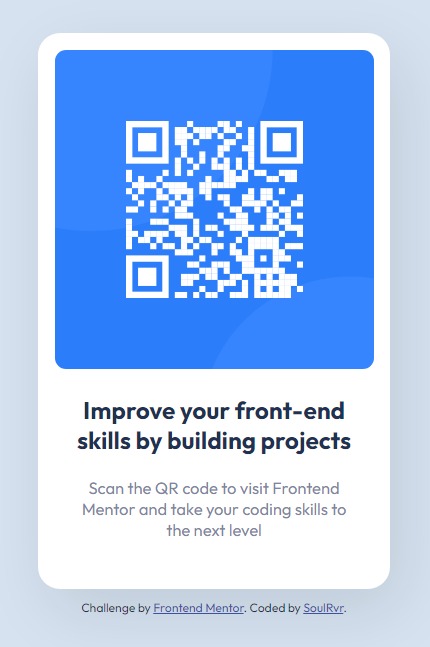 Improve your front-end
skills by building projects
Scan the QR code to visit Frontend
Mentor and take your coding skills to
the next level
Challenge by Frontend Mentor. Coded by SoulRvr.